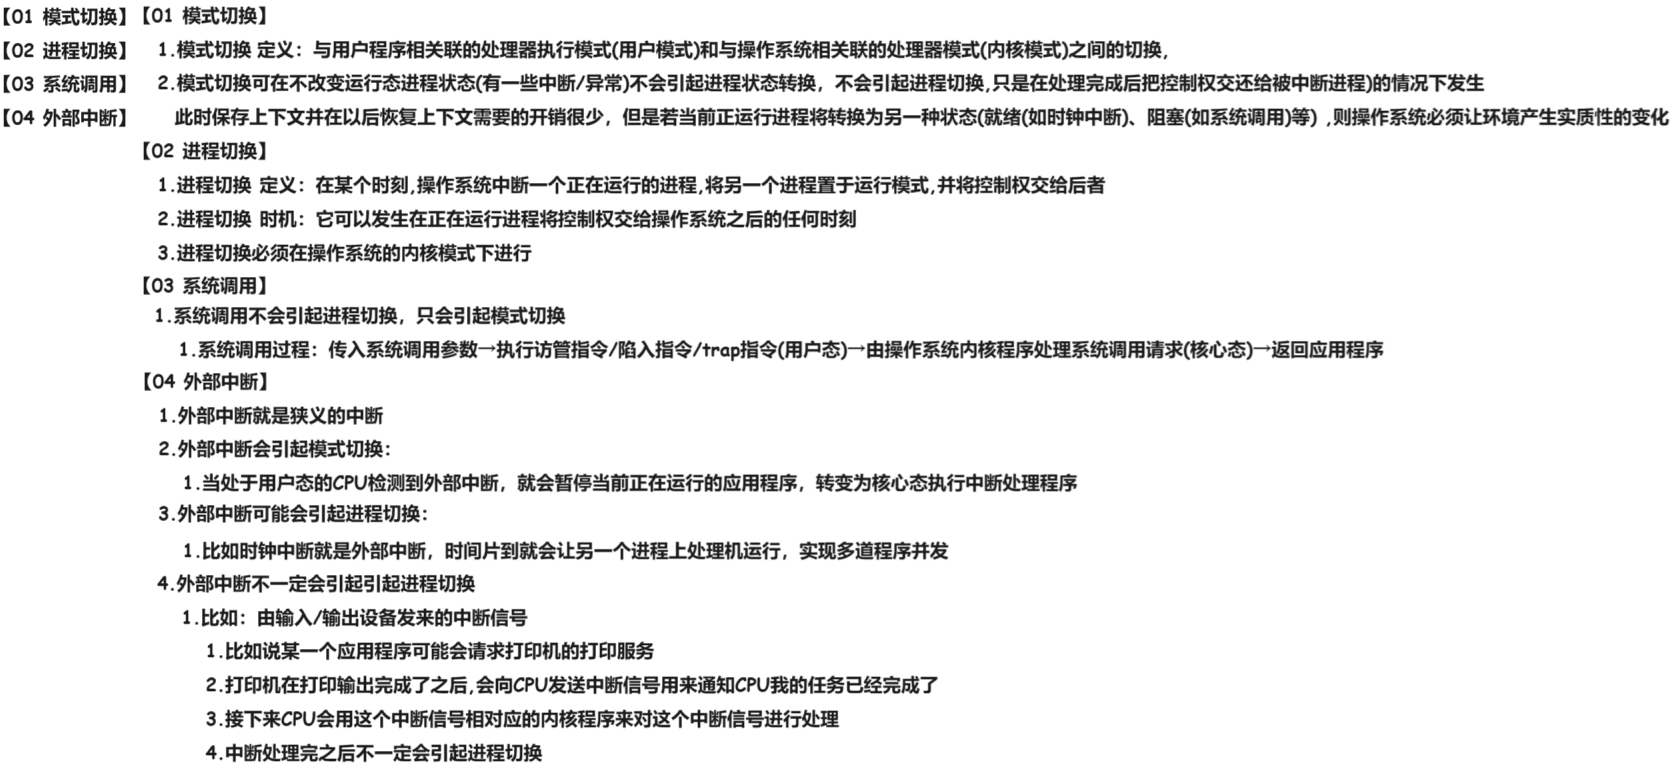 【01 模式切换】
【02 进程切换】
【03 系统调用】
【04 外部中断】
【01 模式切换】
1.模式切换 定义：与用户程序相关联的处理器执行模式(用户模式)和与操作系统相关联的处理器模式(内核模式)之间的切换,
2.模式切换可在不改变运行态进程状态(有一些中断/异常)不会引起进程状态转换，不会引起进程切换,只是在处理完成后把控制权交还给被中断进程)的情况下发生
此时保存上下文并在以后恢复上下文需要的开销很少，但是若当前正运行进程将转换为另一种状态(就绪(如时钟中断)、阻塞(如系统调用)等) ,则操作系统必须让环境产生实质性的变化
【02 进程切换】
1.进程切换 定义：在某个时刻,操作系统中断一个正在运行的进程,将另一个进程置于运行模式,并将控制权交给后者
2.进程切换 时机：它可以发生在正在运行进程将控制权交给操作系统之后的任何时刻
3.进程切换必须在操作系统的内核模式下进行
【03 系统调用】
1.系统调用不会引起进程切换，只会引起模式切换
1.系统调用过程：传入系统调用参数→执行访管指令/陷入指令/trap指令(用户态)→由操作系统内核程序处理系统调用请求(核心态)→返回应用程序
【04 外部中断】
1.外部中断就是狭义的中断
2.外部中断会引起模式切换：
1.当处于用户态的CPU检测到外部中断，就会暂停当前正在运行的应用程序，转变为核心态执行中断处理程序
3.外部中断可能会引起进程切换：
1.比如时钟中断就是外部中断，时间片到就会让另一个进程上处理机运行，实现多道程序并发
4.外部中断不一定会引起引起进程切换
1.比如：由输入/输出设备发来的中断信号
1.比如说某一个应用程序可能会请求打印机的打印服务
2.打印机在打印输出完成了之后,会向CPU发送中断信号用来通知CPU我的任务已经完成了
3.接下来CPU会用这个中断信号相对应的内核程序来对这个中断信号进行处理
4.中断处理完之后不一定会引起进程切换